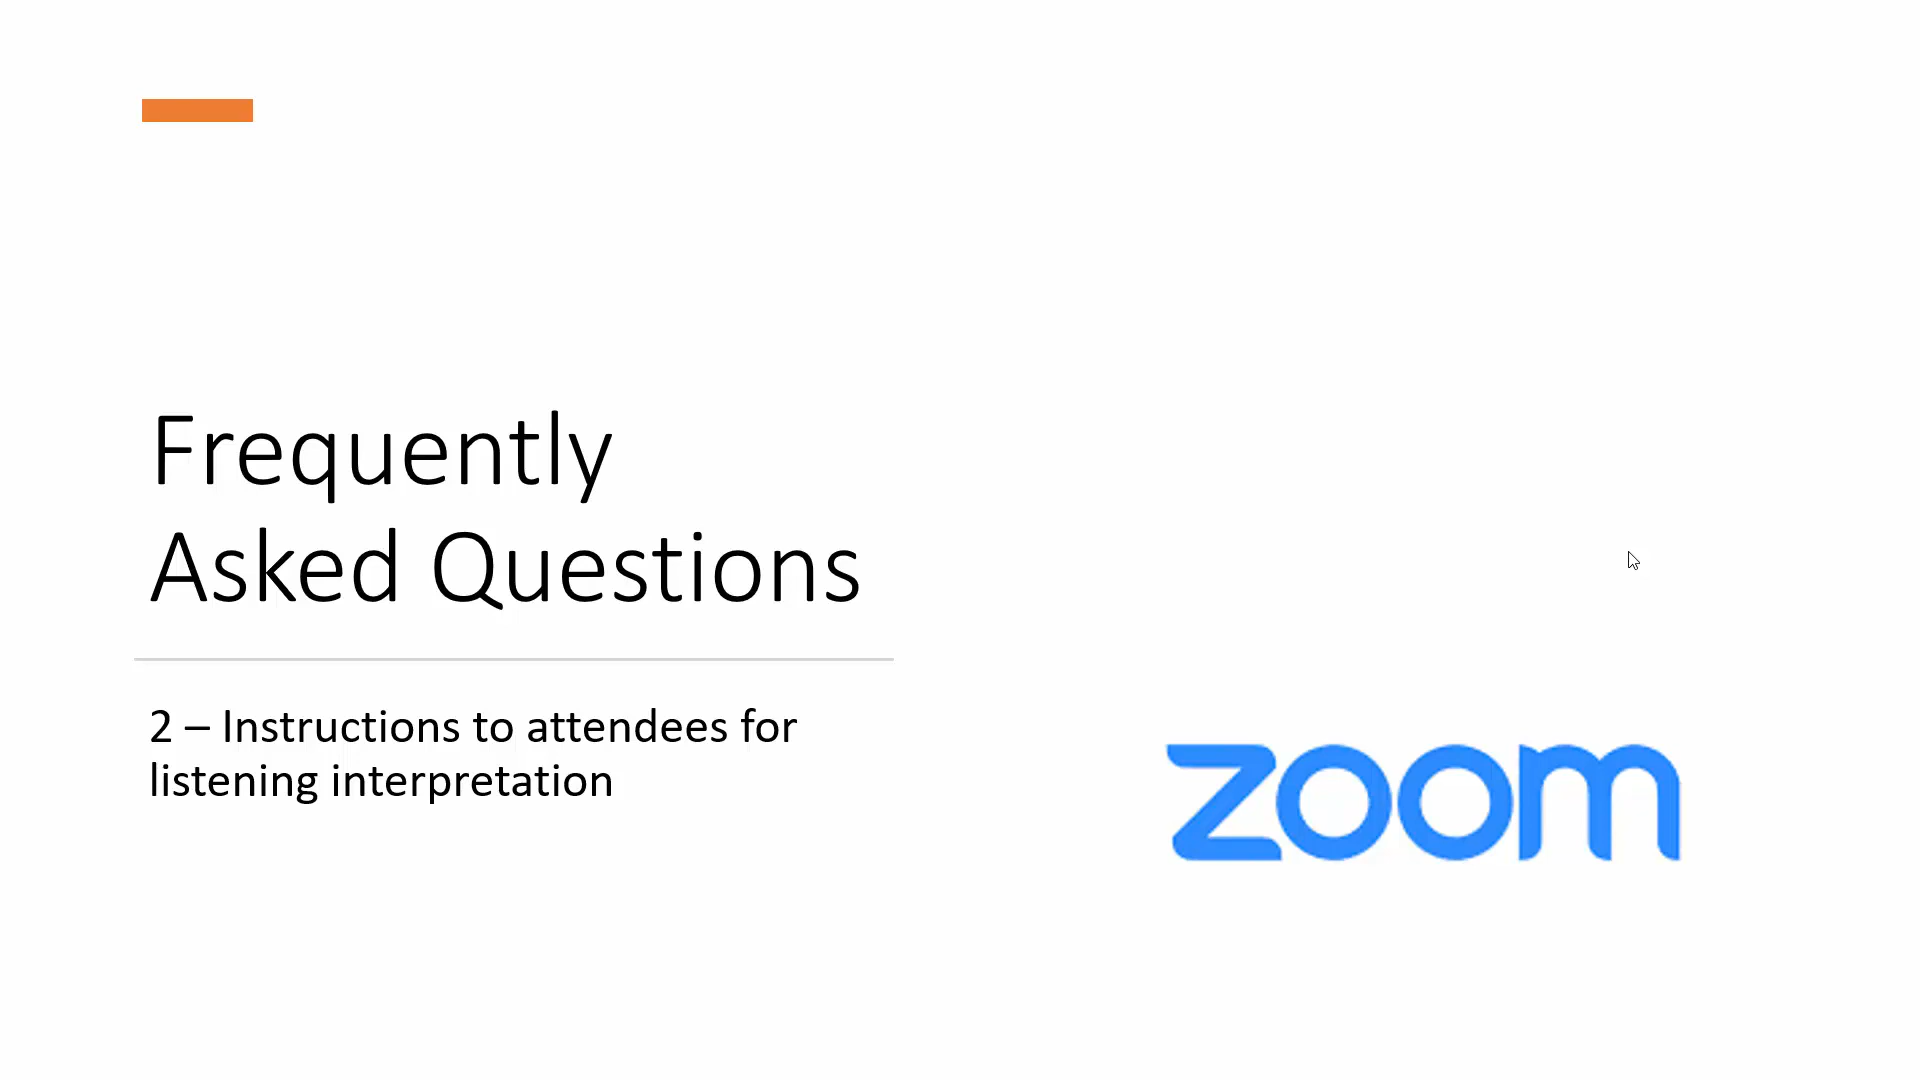 Frequently
Asked Questions
2 – Instructions to attendees for
listening interpretation
zoom